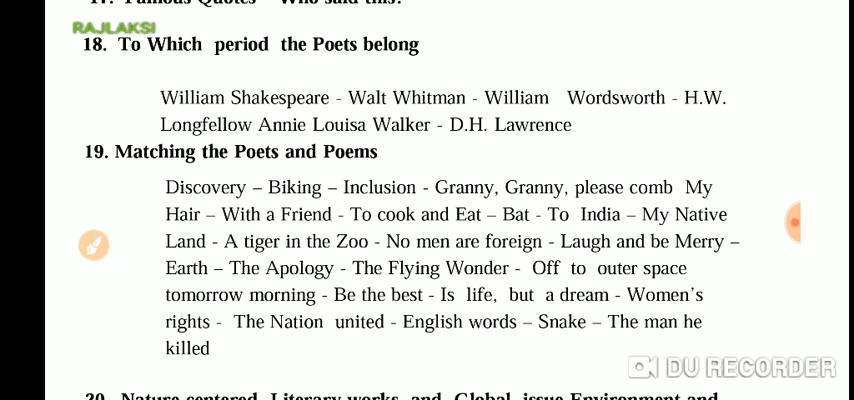 17. Famous Quotes – Who said this?
RAJLAKSI
18. To Which period the Poets belong
William Shakespeare - Walt Whitman - William Wordsworth - H.W.
Longfellow Annie Louisa Walker - D.H. Lawrence
19. Matching the Poets and Poems
Discovery – Biking – Inclusion - Granny, Granny, please comb My
Hair – With a Friend - To cook and Eat – Bat - To India – My Native
Land - A tiger in the Zoo - No men are foreign - Laugh and be Merry –
Earth – The Apology - The Flying Wonder - Off to outer space
tomorrow morning - Be the best - Is life, but a dream - Women's
rights - The Nation united - English words – Snake – The man he
killed
DU RECORDER
20. Nature centered Literary works and Global issue Environment and